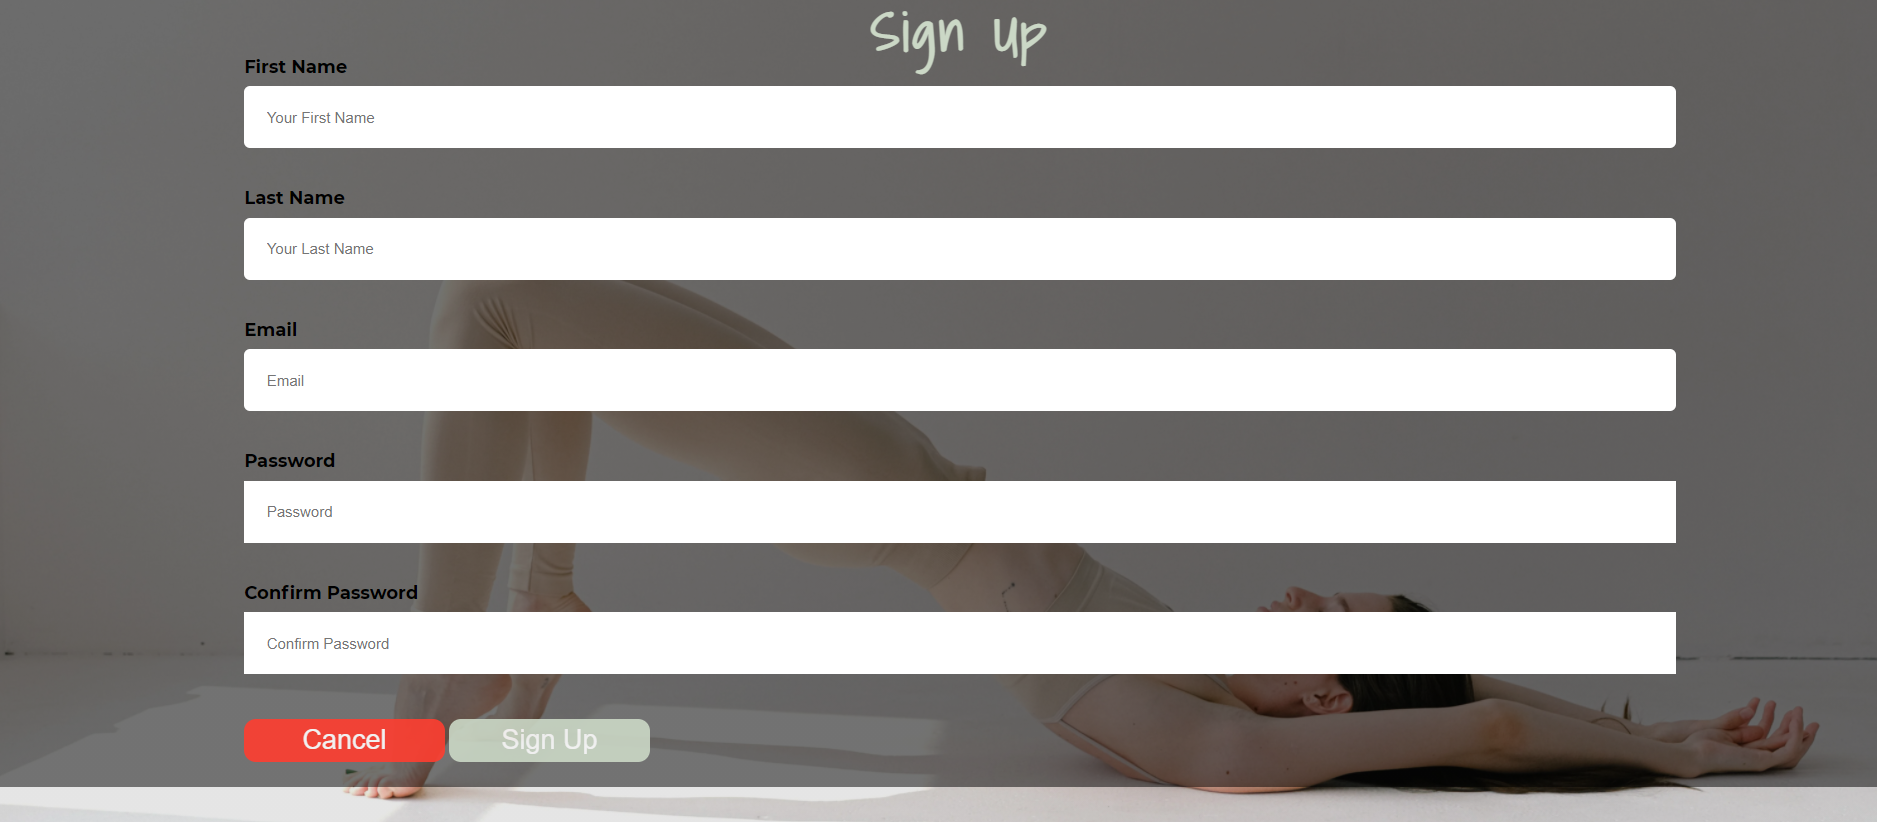 Sign Up
First Name
Your First Name
Last Name
Your Last Name
Email
Email
Password
Password
Confirm Password
Confirm Password
Cancel Sign Up